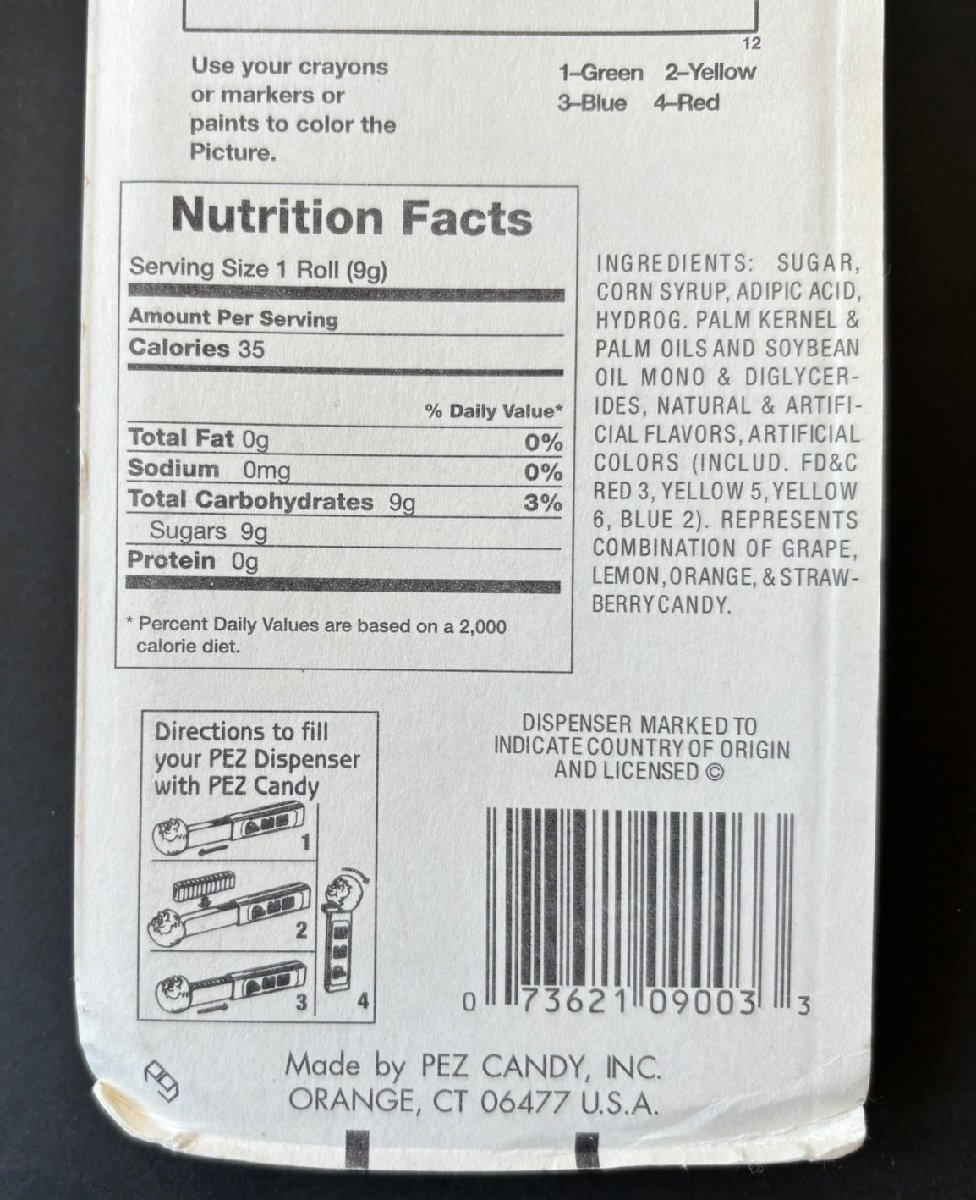 12
Use your crayons
or markers or
paints to color the
Picture.
1–Green 2–Yellow
3–Blue 4–Red
Nutrition Facts
Serving Size 1 Roll (9g)
Amount Per Serving
Calories 35
% Daily Value*
Total Fat 0g 0%
Sodium 0mg 0%
Total Carbohydrates 9g 3%
Sugars 9g
Protein 0g
* Percent Daily Values are based on a 2,000
calorie diet.
INGREDIENTS: SUGAR,
CORN SYRUP, ADIPIC ACID,
HYDROG. PALM KERNEL &
PALM OILS AND SOYBEAN
OIL MONO & DIGLYCER-
IDES, NATURAL & ARTIFI-
CIAL FLAVORS, ARTIFICIAL
COLORS (INCLUD. FD&C
RED 3, YELLOW 5, YELLOW
6, BLUE 2). REPRESENTS
COMBINATION OF GRAPE,
LEMON, ORANGE, & STRAW-
BERRY CANDY.
Directions to fill
your PEZ Dispenser
with PEZ Candy
1
2
3
4
DISPENSER MARKED TO
INDICATE COUNTRY OF ORIGIN
AND LICENSED ©
0 73621 09003 3
Made by PEZ CANDY, INC.
ORANGE, CT 06477 U.S.A.